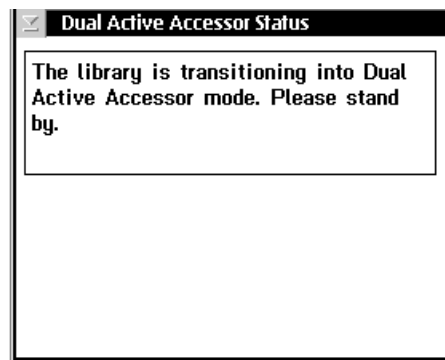 Dual Active Accessor Status
The library is transitioning into Dual
Active Accessor mode. Please stand
by.